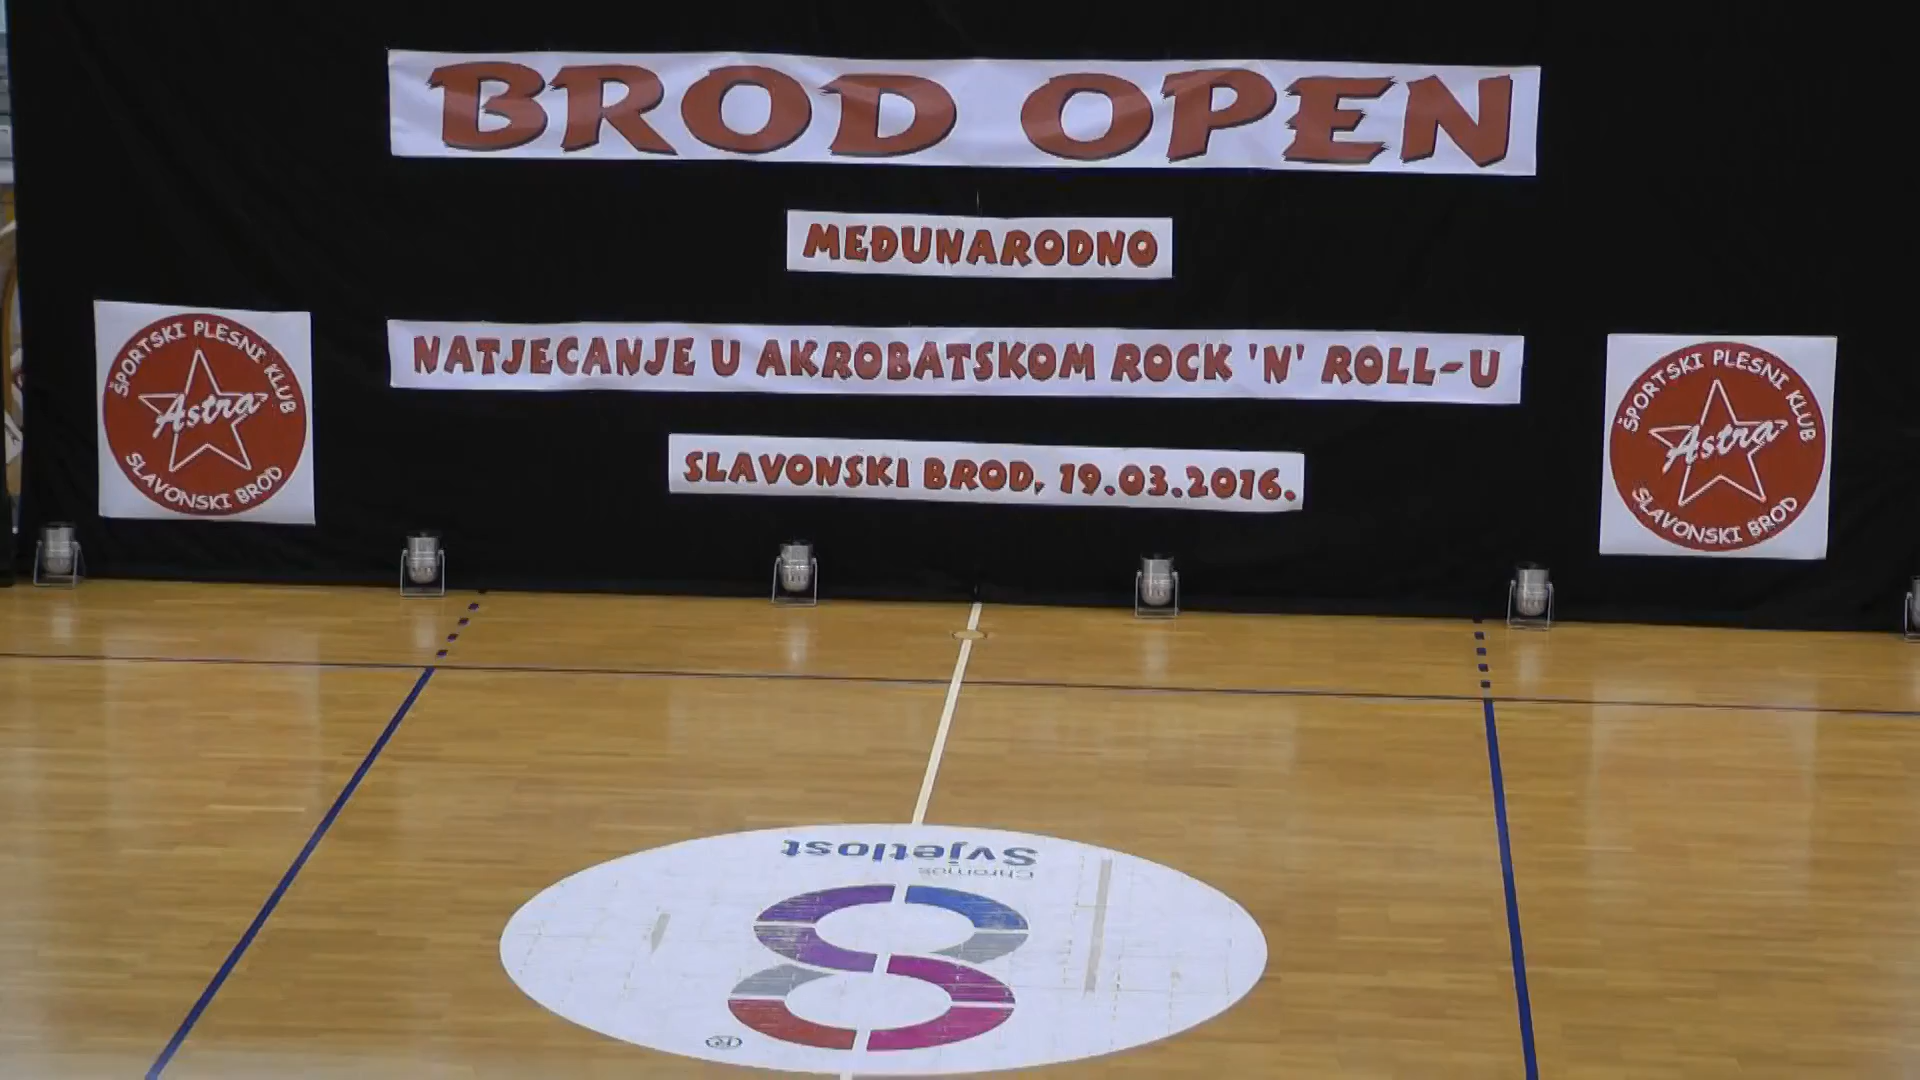 BROD OPEN
MEĐUNARODNO
NATJECANJE U AKROBATSKOM ROCK 'N' ROLL-U
SLAVONSKI BROD, 19.03.2016.
ŠPORTSKI PLESNI KLUB
Astra
SLAVONSKI BROD
ŠPORTSKI PLESNI KLUB
Astra
SLAVONSKI BROD
Chromos
Svjetlost
®